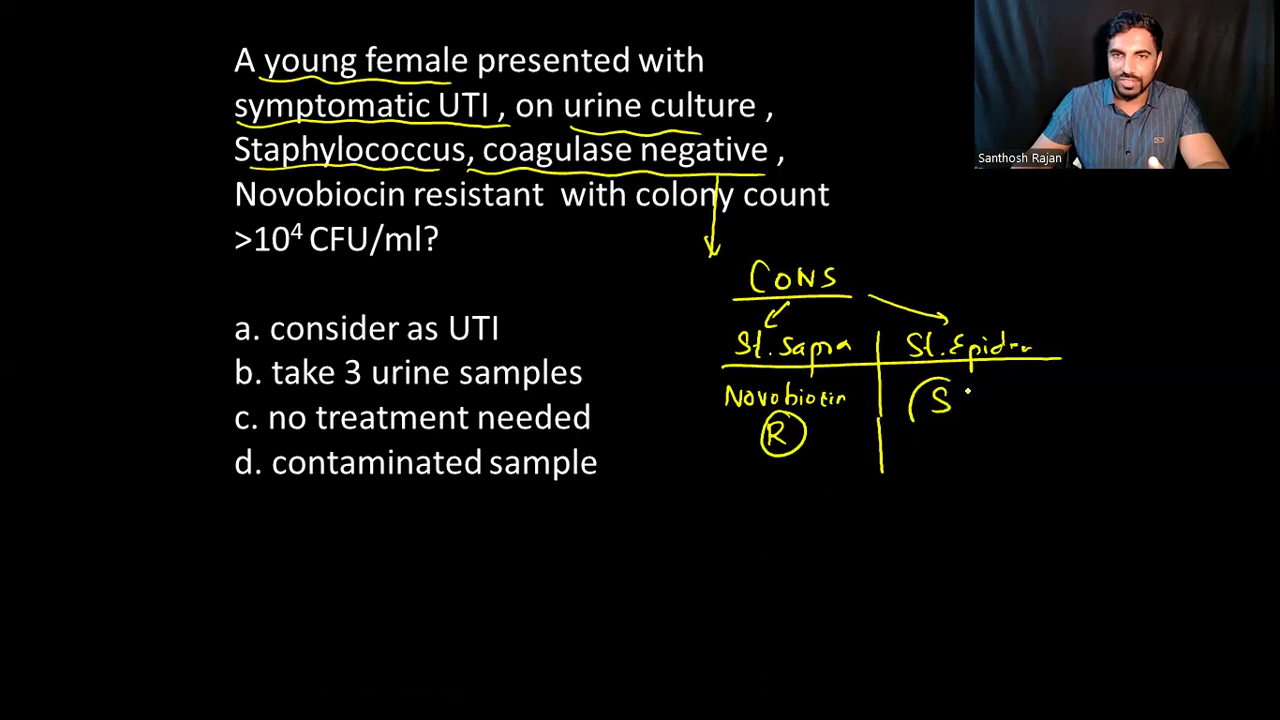 A young female presented with
symptomatic UTI , on urine culture ,
Staphylococcus, coagulase negative ,
Novobiocin resistant with colony count
>10⁴ CFU/ml?
a. consider as UTI
b. take 3 urine samples
c. no treatment needed
d. contaminated sample
CONS
St. Sapra
St. Epider
Novobiocin
R
S
Santhosh Rajan